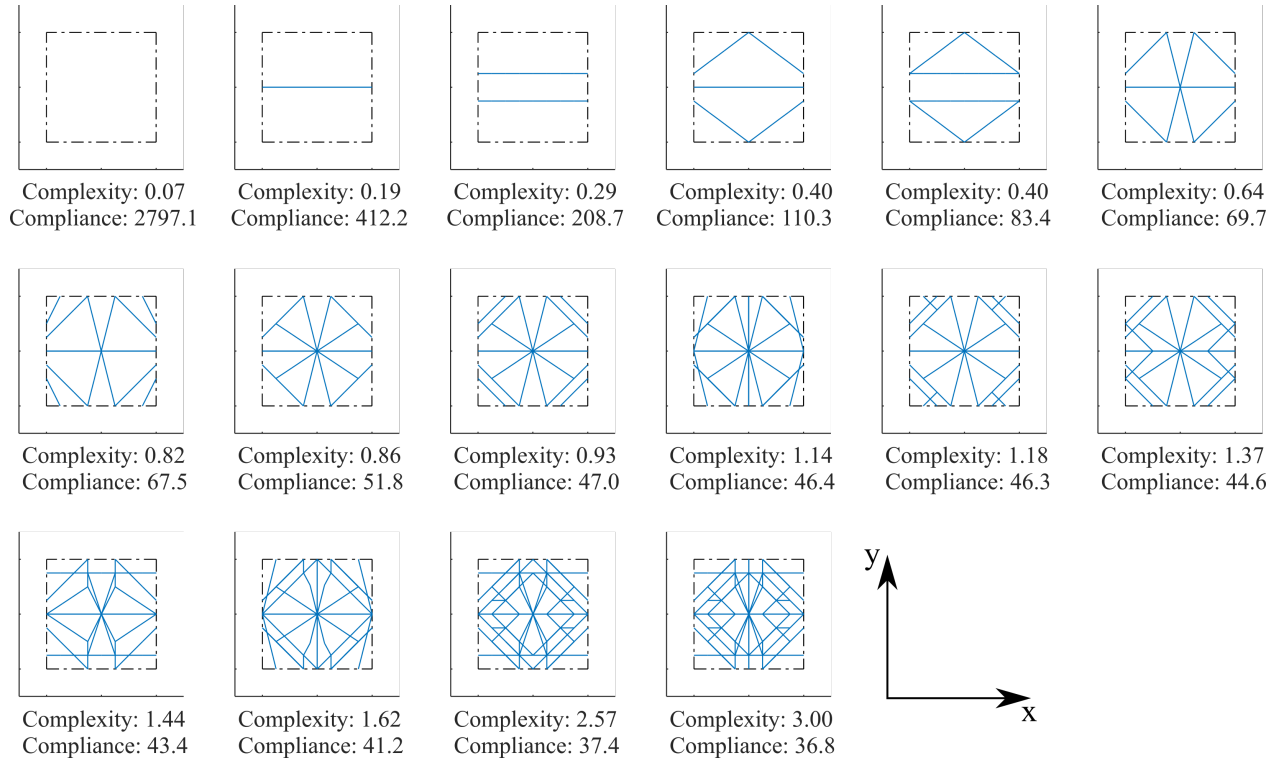 Complexity: 0.07
Compliance: 2797.1
Complexity: 0.19
Compliance: 412.2
Complexity: 0.29
Compliance: 208.7
Complexity: 0.40
Compliance: 110.3
Complexity: 0.40
Compliance: 83.4
Complexity: 0.64
Compliance: 69.7
Complexity: 0.82
Compliance: 67.5
Complexity: 0.86
Compliance: 51.8
Complexity: 0.93
Compliance: 47.0
Complexity: 1.14
Compliance: 46.4
Complexity: 1.18
Compliance: 46.3
Complexity: 1.37
Compliance: 44.6
Complexity: 1.44
Compliance: 43.4
Complexity: 1.62
Compliance: 41.2
Complexity: 2.57
Compliance: 37.4
Complexity: 3.00
Compliance: 36.8
y
x